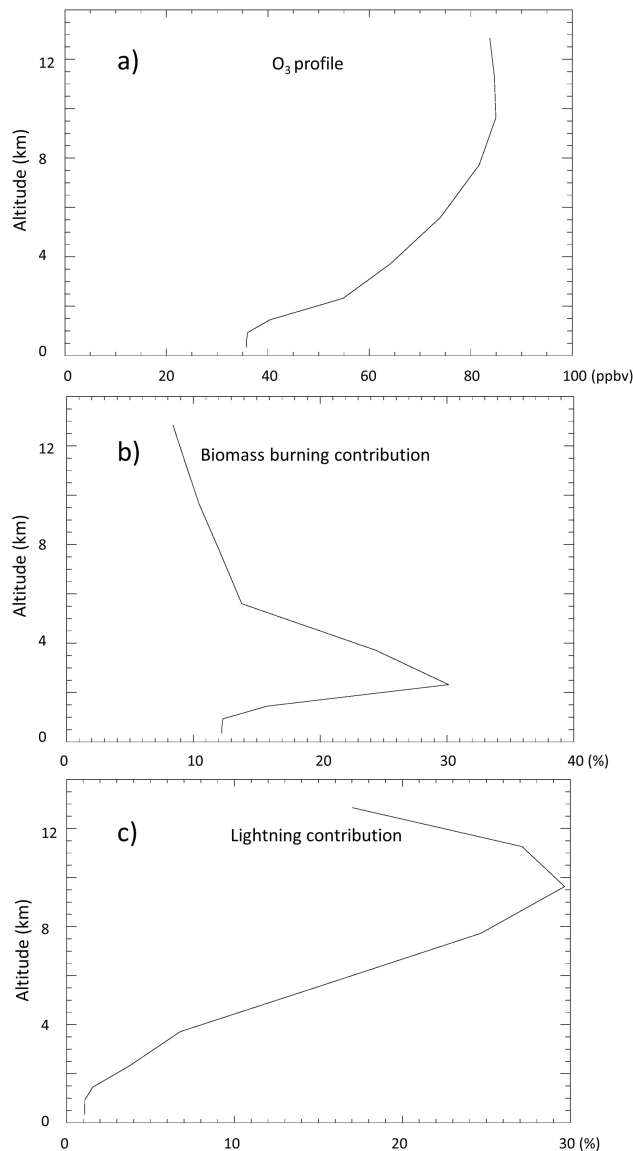 a)
O₃ profile
Altitude (km)
12
8
4
0
0 20 40 60 80 100 (ppbv)
b)
Biomass burning contribution
Altitude (km)
12
8
4
0
0 10 20 30 40 (%)
c)
Lightning contribution
Altitude (km)
12
8
4
0
0 10 20 30 (%)